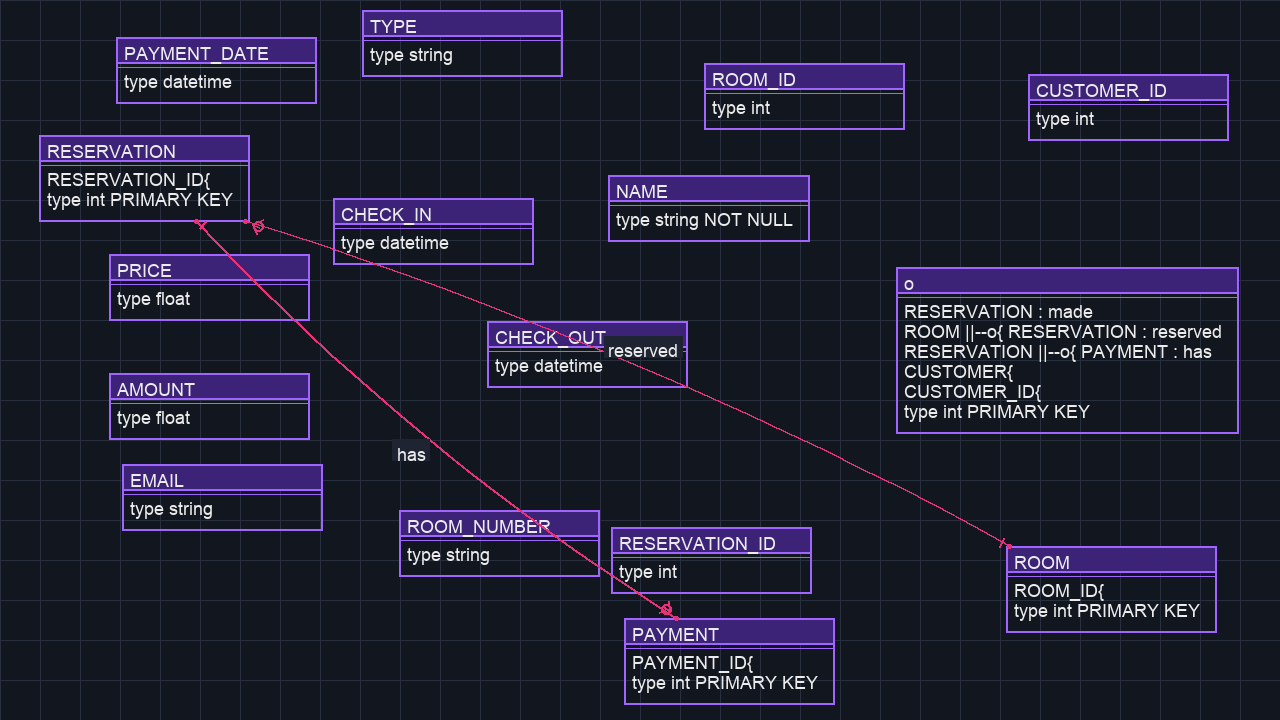 TYPE
type string
PAYMENT_DATE
type datetime
ROOM_ID
type int
CUSTOMER_ID
type int
RESERVATION
RESERVATION_ID{
type int PRIMARY KEY
NAME
type string NOT NULL
CHECK_IN
type datetime
PRICE
type float
o
RESERVATION : made
ROOM ||--o{ RESERVATION : reserved
RESERVATION ||--o{ PAYMENT : has
CUSTOMER{
CUSTOMER_ID{
type int PRIMARY KEY
CHECK_OUT
type datetime
reserved
AMOUNT
type float
has
EMAIL
type string
ROOM_NUMBER
type string
RESERVATION_ID
type int
ROOM
ROOM_ID{
type int PRIMARY KEY
PAYMENT
PAYMENT_ID{
type int PRIMARY KEY